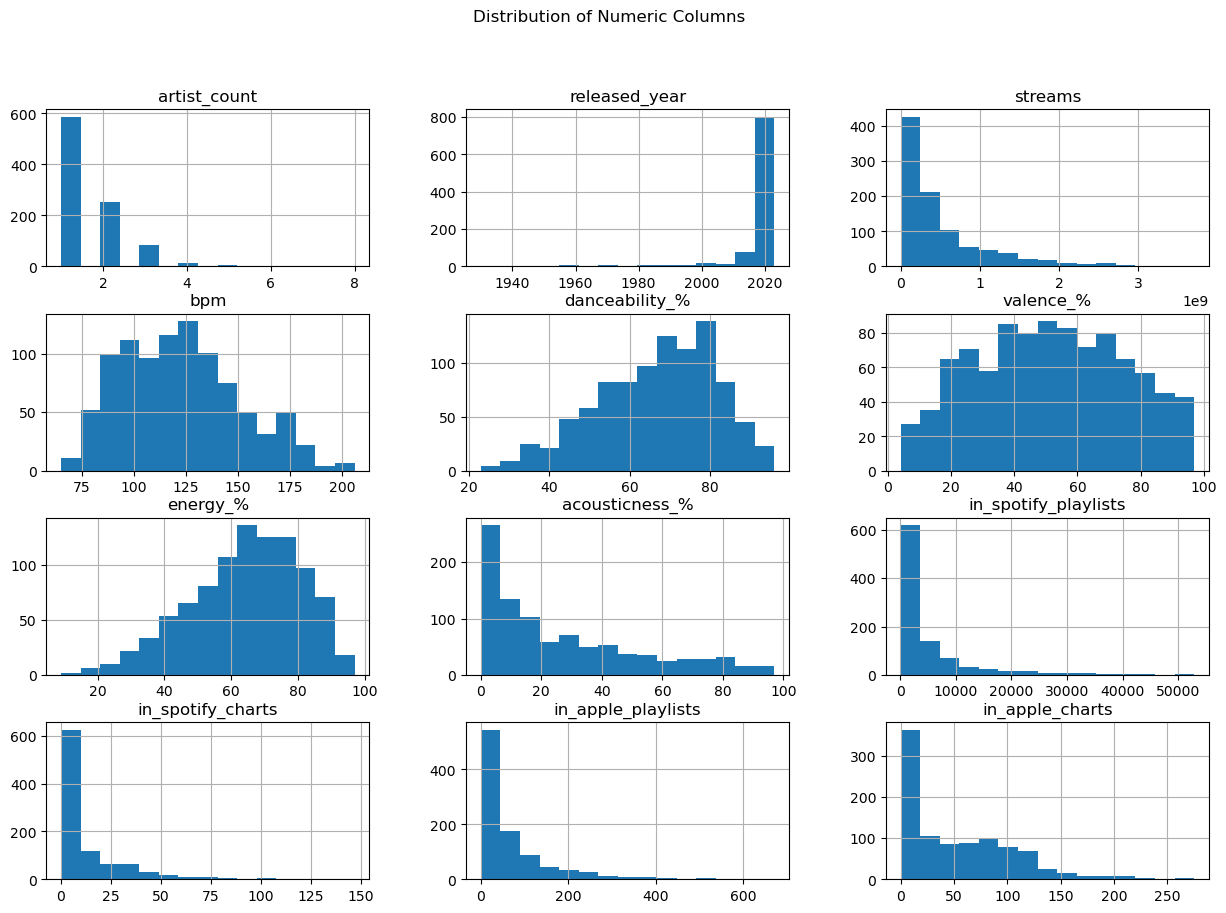 Distribution of Numeric Columns
artist_count
released_year
streams
600
400
200
0
2 4 6 8
800
600
400
200
0
1940 1960 1980 2000 2020
400
300
200
100
0
0 1 2 3
1e9
bpm
danceability_%
valence_%
100
50
0
75 100 125 150 175 200
100
50
0
20 40 60 80
80
60
40
20
0
0 20 40 60 80 100
energy_%
acousticness_%
in_spotify_playlists
100
50
0
20 40 60 80 100
200
100
0
0 20 40 60 80 100
600
400
200
0
0 10000 20000 30000 40000 50000
in_spotify_charts
in_apple_playlists
in_apple_charts
600
400
200
0
0 25 50 75 100 125 150
400
200
0
0 200 400 600
300
200
100
0
0 50 100 150 200 250